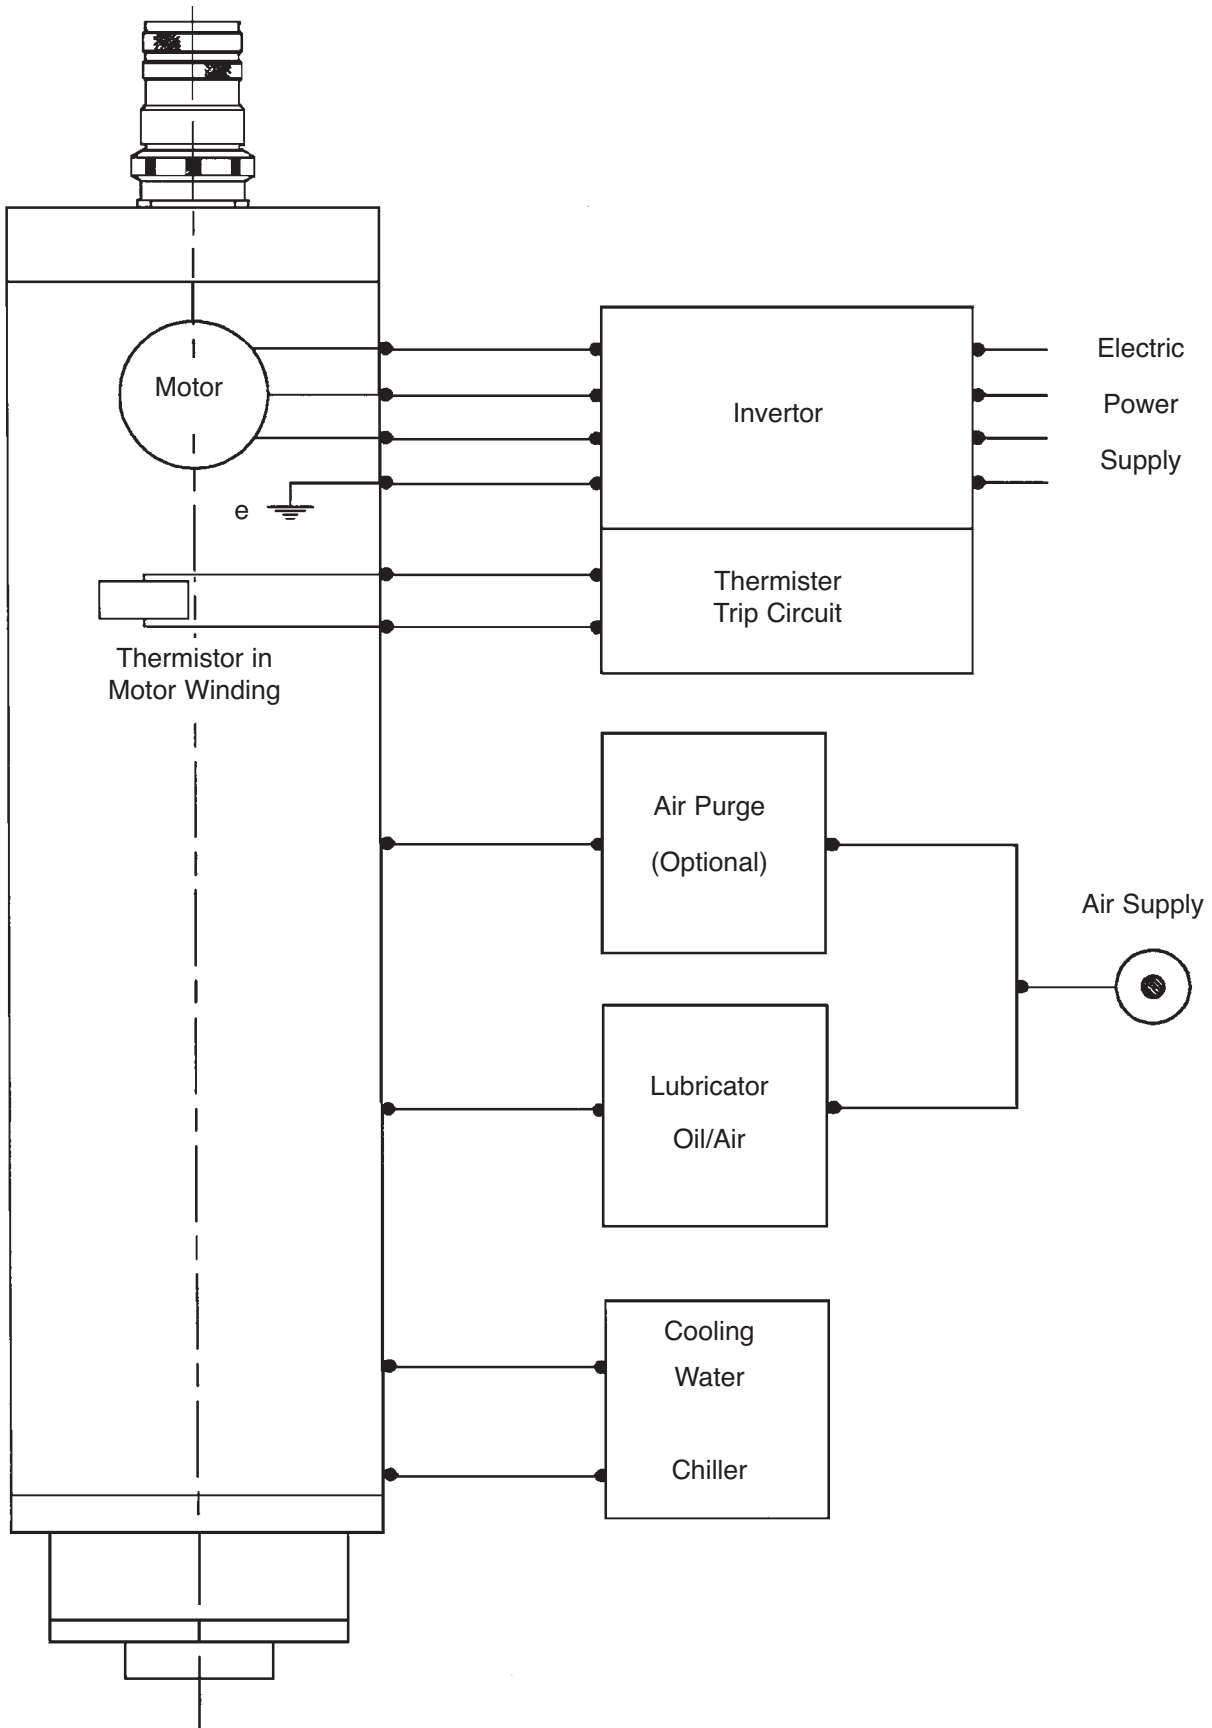 Motor
Invertor
Electric
Power
Supply
e
Thermister
Trip Circuit
Thermistor in
Motor Winding
Air Purge
(Optional)
Air Supply
Lubricator
Oil/Air
Cooling
Water
Chiller